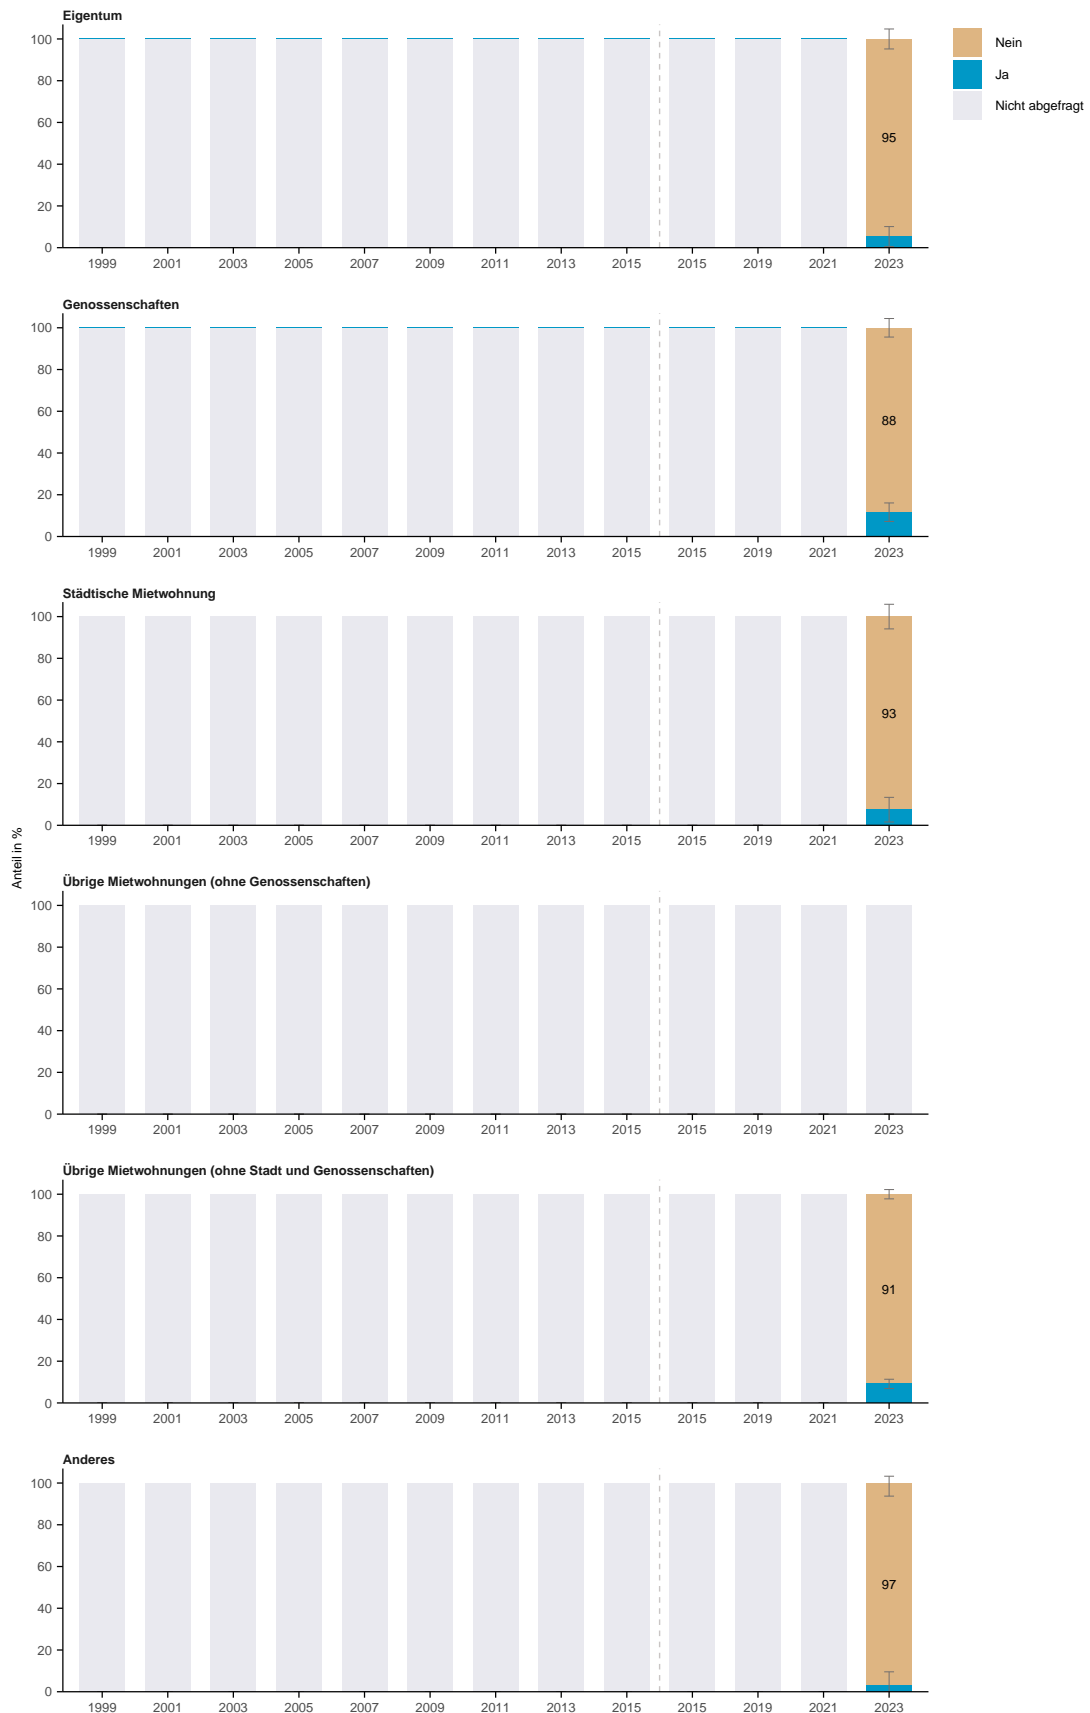 Eigentum
100
80
60
40
20
0
1999 2001 2003 2005 2007 2009 2011 2013 2015 2015 2019 2021 2023
95
Nein
Ja
Nicht abgefragt
Genossenschaften
100
80
60
40
20
0
1999 2001 2003 2005 2007 2009 2011 2013 2015 2015 2019 2021 2023
88
Städtische Mietwohnung
100
80
60
40
20
0
1999 2001 2003 2005 2007 2009 2011 2013 2015 2015 2019 2021 2023
93
Anteil in %
Übrige Mietwohnungen (ohne Genossenschaften)
100
80
60
40
20
0
1999 2001 2003 2005 2007 2009 2011 2013 2015 2015 2019 2021 2023
Übrige Mietwohnungen (ohne Stadt und Genossenschaften)
100
80
60
40
20
0
1999 2001 2003 2005 2007 2009 2011 2013 2015 2015 2019 2021 2023
91
Anderes
100
80
60
40
20
0
1999 2001 2003 2005 2007 2009 2011 2013 2015 2015 2019 2021 2023
97